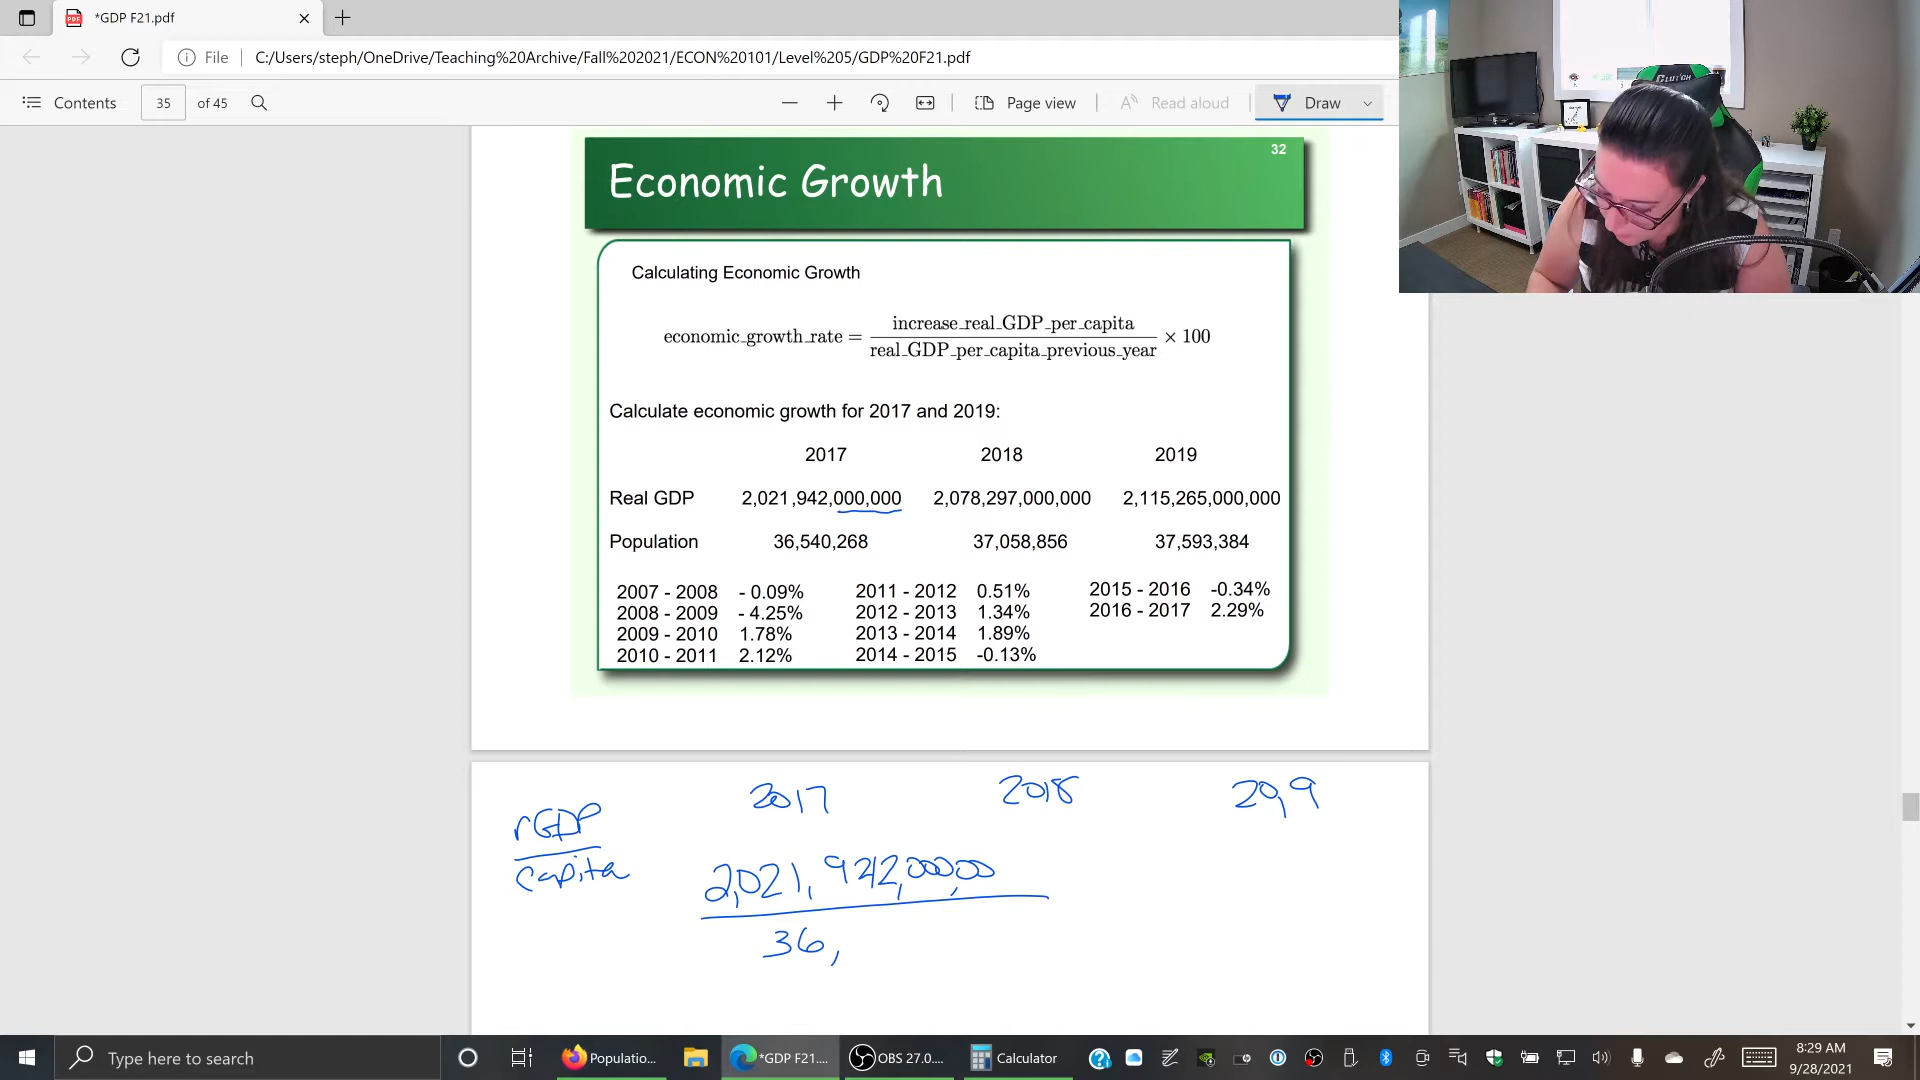 *GDP F21.pdf
File C:/Users/steph/OneDrive/Teaching%20Archive/Fall%202021/ECON%20101/Level%205/GDP%20F21.pdf
Contents 35 of 45 Page view Read aloud Draw
32
Economic Growth
Calculating Economic Growth
economic_growth_rate = increase_real_GDP_per_capita / real_GDP_per_capita_previous_year × 100
Calculate economic growth for 2017 and 2019:
2017 2018 2019
Real GDP 2,021,942,000,000 2,078,297,000,000 2,115,265,000,000
Population 36,540,268 37,058,856 37,593,384
2007 - 2008 - 0.09% 2011 - 2012 0.51% 2015 - 2016 -0.34%
2008 - 2009 - 4.25% 2012 - 2013 1.34% 2016 - 2017 2.29%
2009 - 2010 1.78% 2013 - 2014 1.89%
2010 - 2011 2.12% 2014 - 2015 -0.13%
2017 2018 2019
rGDP
capita
2,021,942,000,00
36,
Type here to search Populatio... *GDP F21.... OBS 27.0.... Calculator
8:29 AM
9/28/2021